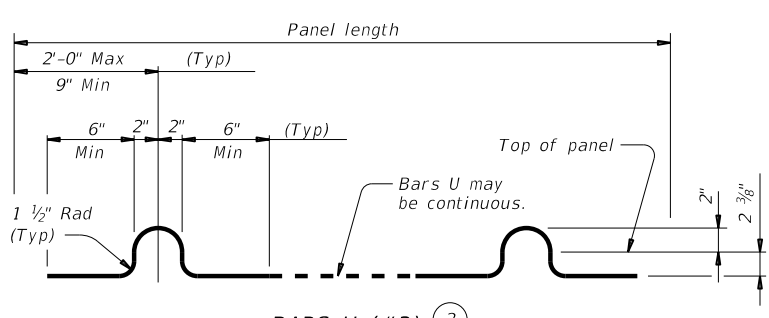 Panel length
2'-0" Max (Typ)
9" Min
6" 2" 2" 6" (Typ)
Min Min
Top of panel
Bars U may
be continuous.
1 ½" Rad
(Typ)
2"
2 ⅜"